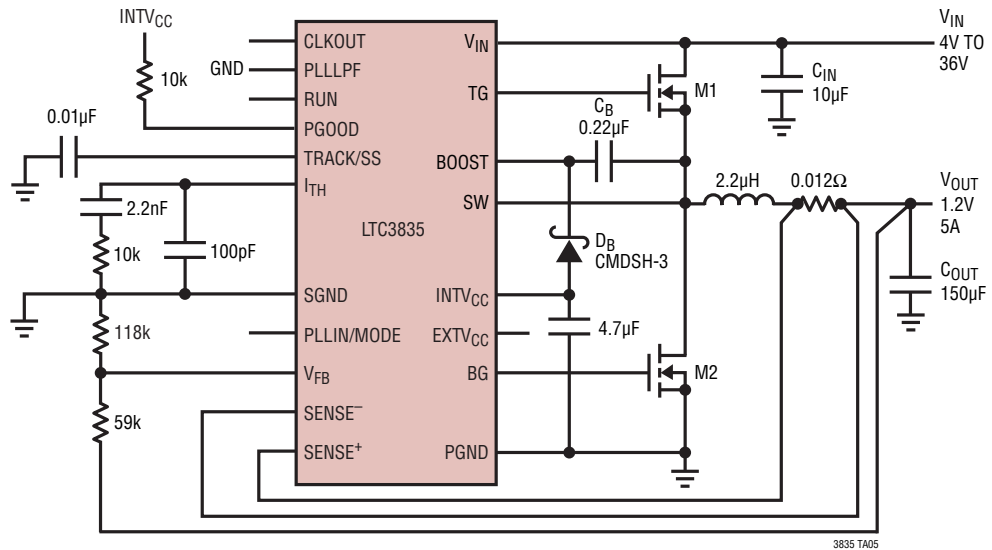 INTVCC
10k
GND
0.01µF
2.2nF
10k
100pF
118k
59k
CLKOUT
PLLLPF
RUN
PGOOD
TRACK/SS
ITH
SGND
PLLIN/MODE
VFB
SENSE–
SENSE+
LTC3835
VIN
TG
BOOST
SW
INTVCC
EXTVCC
BG
PGND
CB
0.22µF
DB
CMDSH-3
4.7µF
M1
M2
CIN
10µF
VIN
4V TO
36V
2.2µH
0.012Ω
VOUT
1.2V
5A
COUT
150µF
3835 TA05